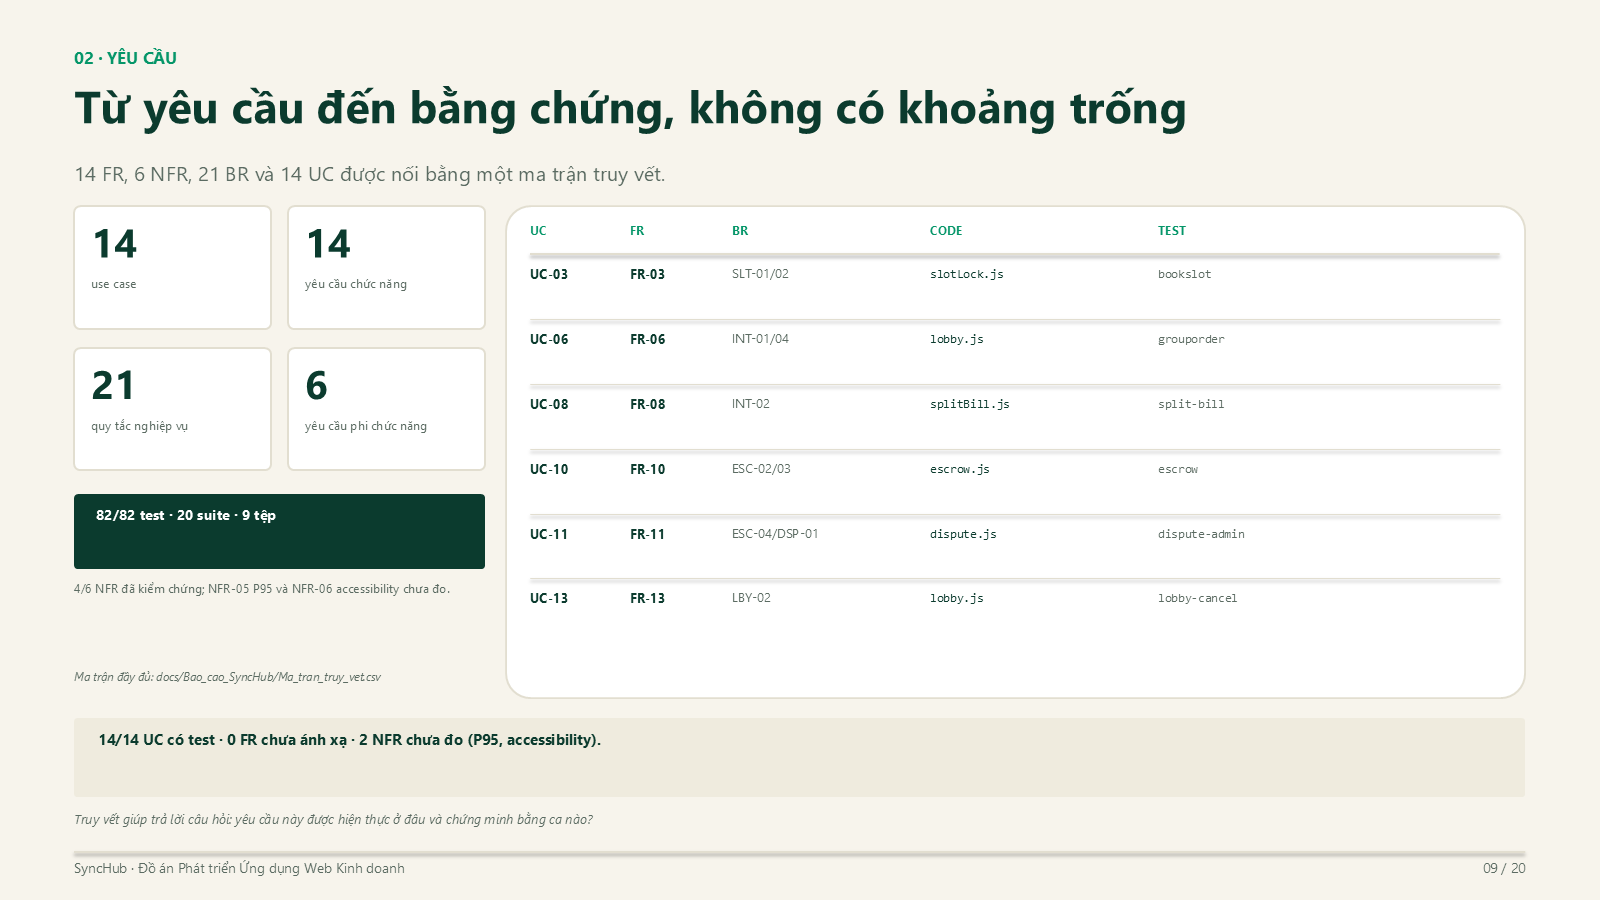 02 · YÊU CẦU
Từ yêu cầu đến bằng chứng, không có khoảng trống
14 FR, 6 NFR, 21 BR và 14 UC được nối bằng một ma trận truy vết.
14
use case
14
yêu cầu chức năng
21
quy tắc nghiệp vụ
6
yêu cầu phi chức năng
82/82 test · 20 suite · 9 tệp
4/6 NFR đã kiểm chứng; NFR-05 P95 và NFR-06 accessibility chưa đo.
Ma trận đầy đủ: docs/Bao_cao_SyncHub/Ma_tran_truy_vet.csv
UC FR BR CODE TEST
UC-03 FR-03 SLT-01/02 slotLock.js bookslot
UC-06 FR-06 INT-01/04 lobby.js grouporder
UC-08 FR-08 INT-02 splitBill.js split-bill
UC-10 FR-10 ESC-02/03 escrow.js escrow
UC-11 FR-11 ESC-04/DSP-01 dispute.js dispute-admin
UC-13 FR-13 LBY-02 lobby.js lobby-cancel
14/14 UC có test · 0 FR chưa ánh xạ · 2 NFR chưa đo (P95, accessibility).
Truy vết giúp trả lời câu hỏi: yêu cầu này được hiện thực ở đâu và chứng minh bằng ca nào?
SyncHub · Đồ án Phát triển Ứng dụng Web Kinh doanh
09 / 20